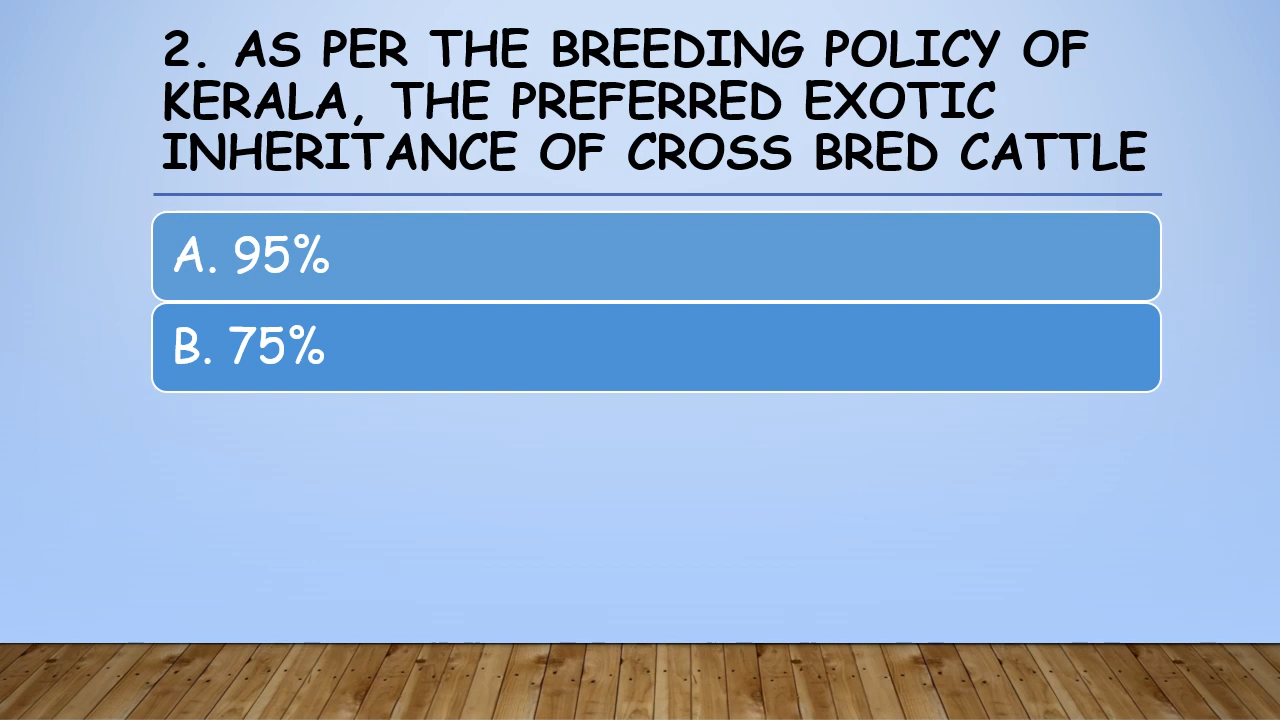 2. AS PER THE BREEDING POLICY OF
KERALA, THE PREFERRED EXOTIC
INHERITANCE OF CROSS BRED CATTLE
A. 95%
B. 75%